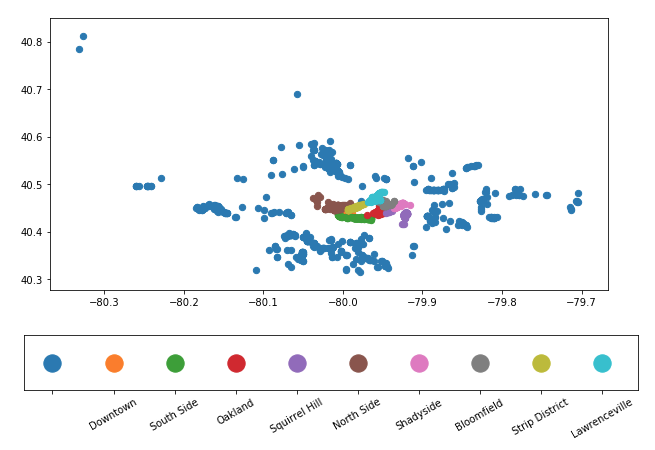 40.8
40.7
40.6
40.5
40.4
40.3
−80.3
−80.2
−80.1
−80.0
−79.9
−79.8
−79.7
Downtown
South Side
Oakland
Squirrel Hill
North Side
Shadyside
Bloomfield
Strip District
Lawrenceville